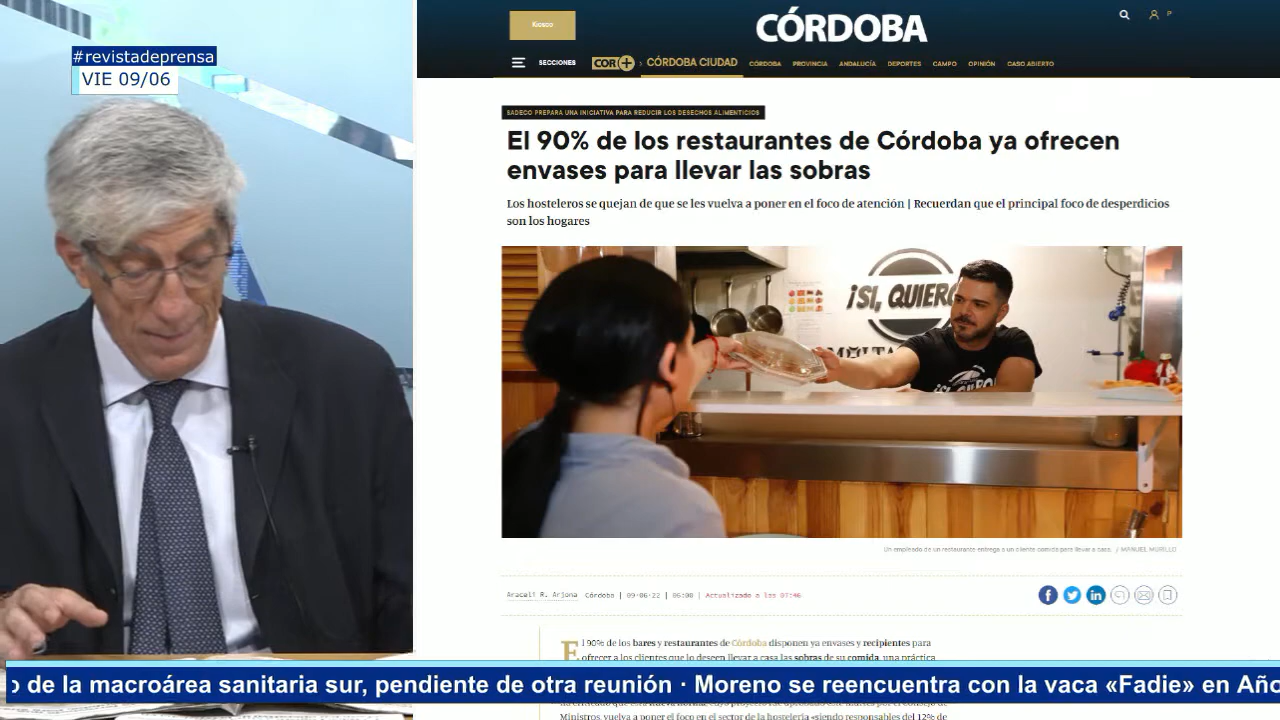 #revistadeprensa
VIE 09/06
Kiosco
CÓRDOBA
SECCIONES
COR+ › CÓRDOBA CIUDAD
CÓRDOBA PROVINCIA ANDALUCÍA DEPORTES CAMPO OPINIÓN CASO ABIERTO
SADECO PREPARA UNA INICIATIVA PARA REDUCIR LOS DESECHOS ALIMENTICIOS
El 90% de los restaurantes de Córdoba ya ofrecen
envases para llevar las sobras
Los hosteleros se quejan de que se les vuelva a poner en el foco de atención | Recuerdan que el principal foco de desperdicios
son los hogares
¡SI, QUIERO
Un empleado de un restaurante entrega a un cliente comida para llevar a casa. / MANUEL MURILLO
Araceli R. Arjona Córdoba | 09·06·22 | 06:00 | Actualizado a las 07:46
El 90% de los bares y restaurantes de Córdoba disponen ya envases y recipientes para
ofrecer a los clientes que lo deseen llevar a casa las sobras de su comida, una práctica
o de la macroárea sanitaria sur, pendiente de otra reunión · Moreno se reencuentra con la vaca «Fadie» en Año
Ministros, vuelva a poner el foco en el sector de la hostelería «siendo responsables del 12% de